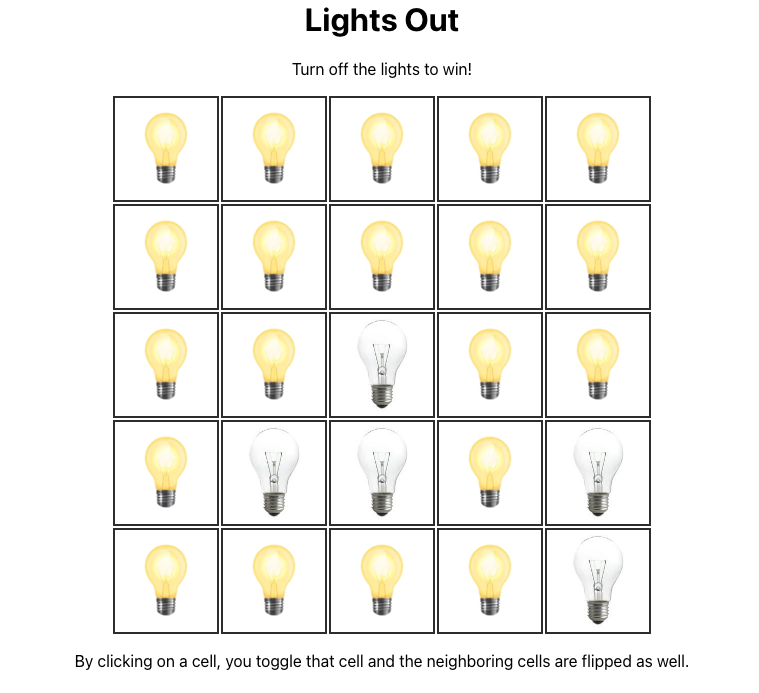 Lights Out
Turn off the lights to win!
By clicking on a cell, you toggle that cell and the neighboring cells are flipped as well.